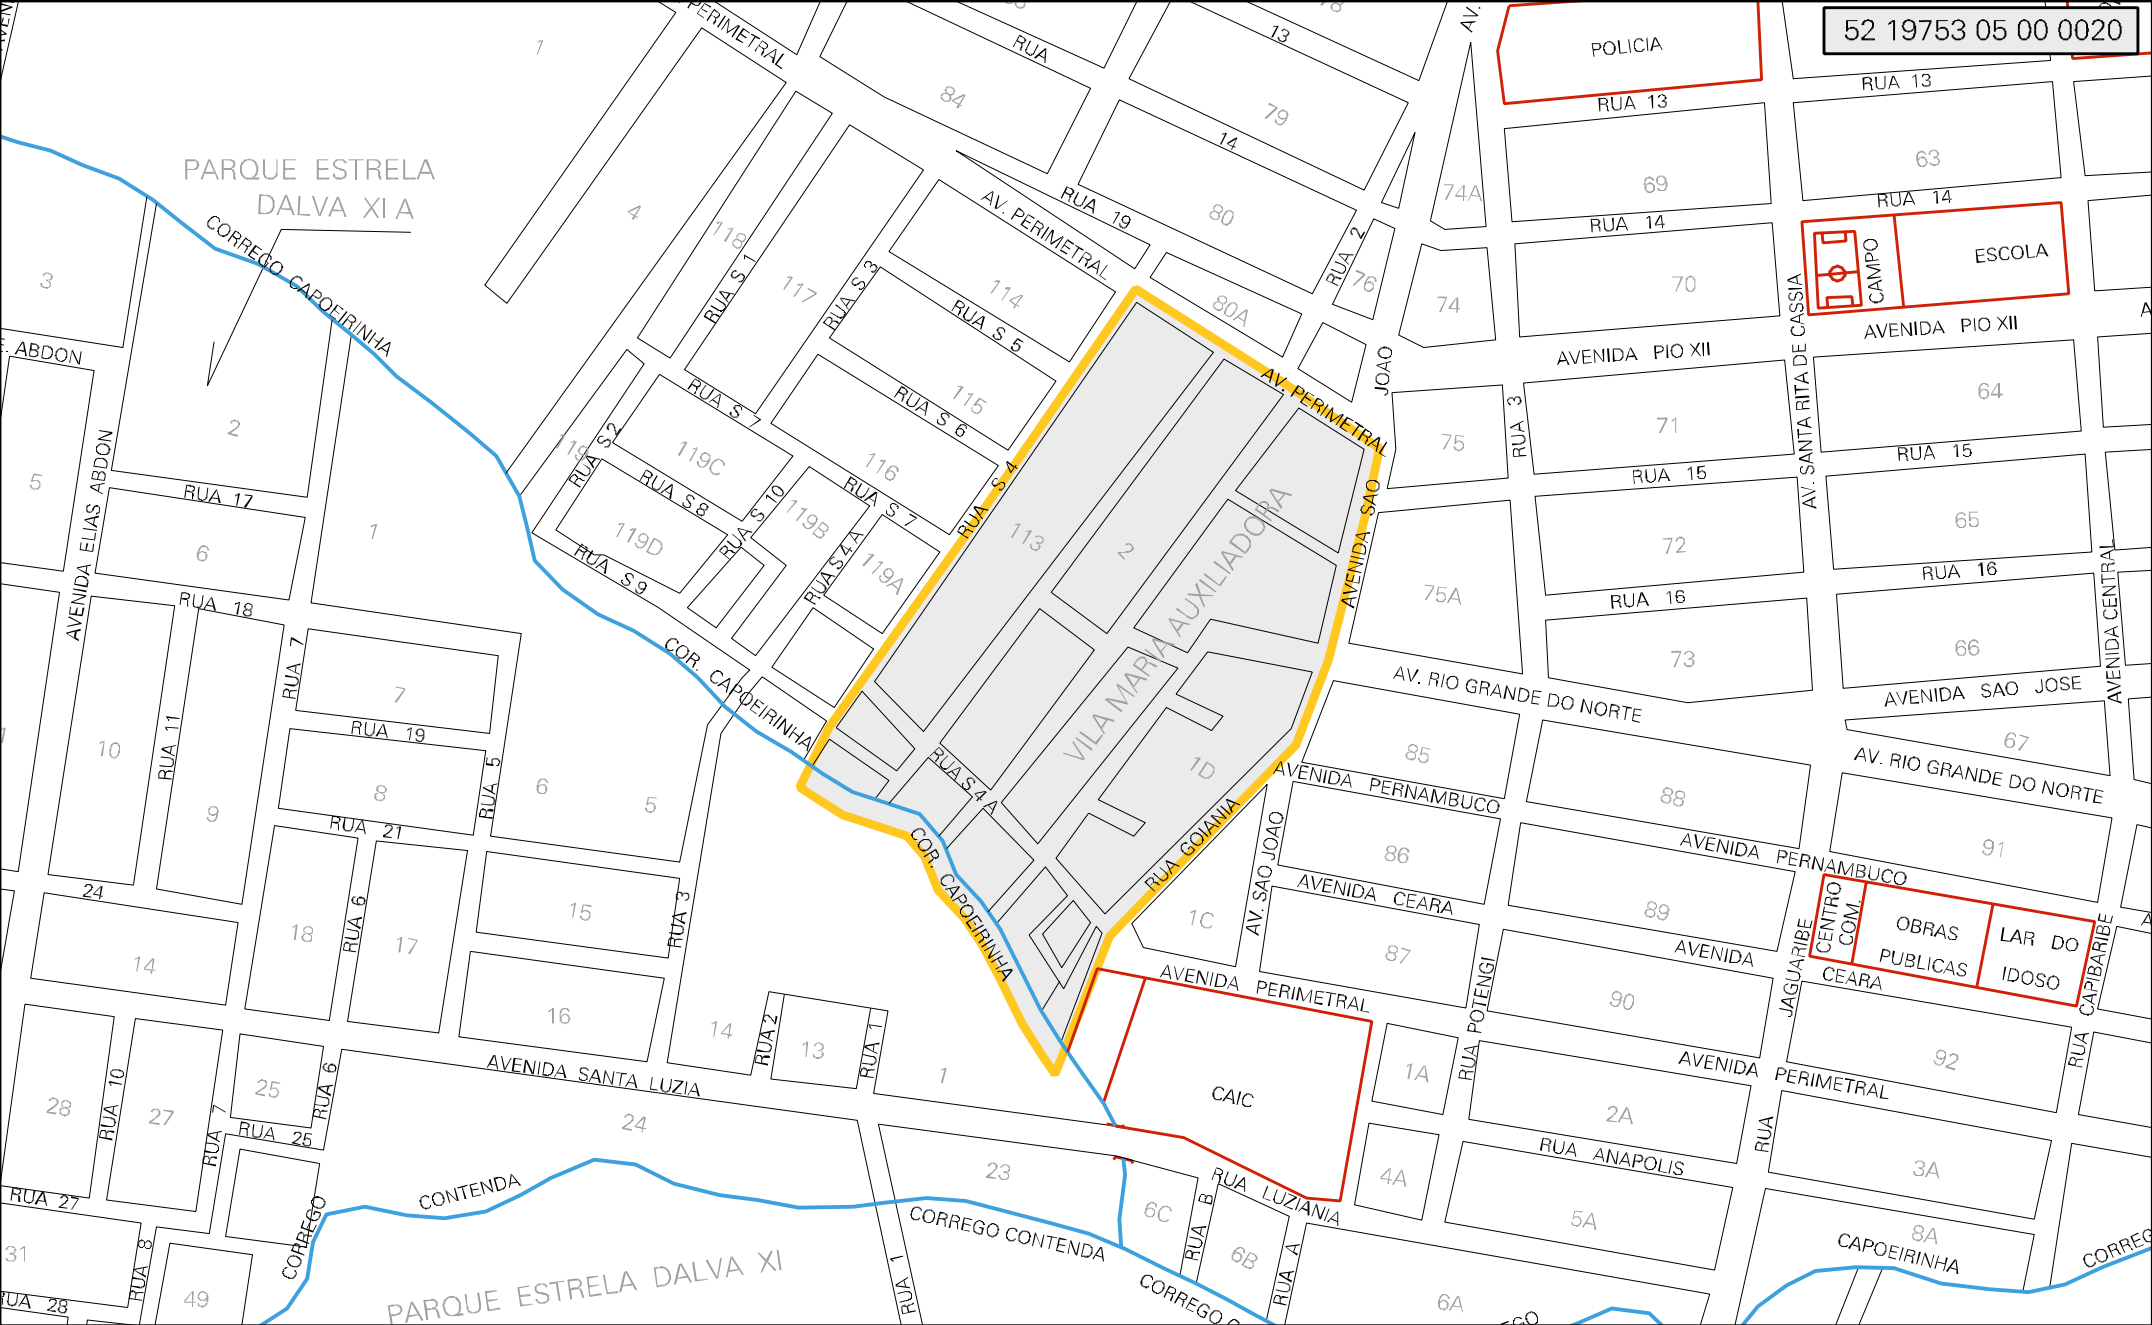 52 19753 05 00 0020
AVEN
PERIMETRAL
RUA
13
78
AV.
POLICIA
RUA 13
RUA 13
1
84
79
14
PARQUE ESTRELA
DALVA XI A
4
118
RUA 19
80
RUA 2
74A
69
63
RUA 14
RUA 14
CORREGO CAPOEIRINHA
3
AV. PERIMETRAL
RUA S 1
117
RUA S 3
114
RUA S 5
80A
76
74
70
CAMPO
ESCOLA
AVENIDA PIO XII
AVENIDA PIO XII
AV. SANTA RITA DE CASSIA
E. ABDON
2
5
RUA S 7
115
RUA S 6
116
AV. PERIMETRAL
JOAO
75
RUA 3
71
64
RUA 15
RUA 15
119
RUA S2
119C
RUA S 8
RUA S 10
119B
RUA S 7
RUA S 4
AVENIDA SAO
RUA 17
AVENIDA ELIAS ABDON
6
1
119D
RUA S 9
RUA S 4 A
119A
113
2
VILA MARIA AUXILIADORA
75A
72
65
RUA 16
RUA 16
AVENIDA CENTRAL
RUA 18
RUA 7
7
COR. CAPOEIRINHA
AV. RIO GRANDE DO NORTE
73
66
AVENIDA SAO JOSE
RUA 11
10
RUA 19
9
8
RUA 5
6
5
RUA S 4 A
1D
85
67
AV. RIO GRANDE DO NORTE
AVENIDA PERNAMBUCO
88
RUA 21
RUA GOIANIA
AV. SAO JOAO
86
91
AVENIDA PERNAMBUCO
24
COR. CAPOEIRINHA
AVENIDA CEARA
89
CENTRO
COM.
OBRAS
PUBLICAS
LAR DO
IDOSO
18
RUA 6
17
15
RUA 3
1C
87
AVENIDA
CEARA
JAGUARIBE
CAPIBARIBE
14
16
14
RUA 2
13
RUA 1
1
AVENIDA PERIMETRAL
RUA POTENGI
90
AVENIDA PERIMETRAL
RUA
92
28
RUA 10
27
RUA 7
25
RUA 6
RUA 25
AVENIDA SANTA LUZIA
24
CAIC
1A
2A
RUA
RUA ANAPOLIS
3A
RUA 27
CONTENDA
23
CORREGO CONTENDA
6C
RUA B
RUA LUZIANIA
4A
5A
8A
CAPOEIRINHA
31
RUA 8
CORREGO
49
PARQUE ESTRELA DALVA XI
RUA 1
CORREGO
6B
RUA A
6A
RUA 28